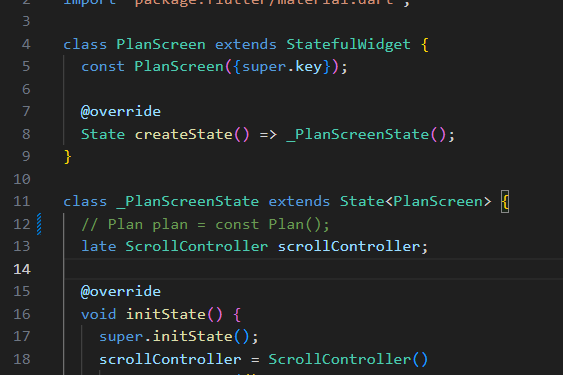 2 import 'package:flutter/material.dart';
3
4 class PlanScreen extends StatefulWidget {
5 const PlanScreen({super.key});
6
7 @override
8 State createState() => _PlanScreenState();
9 }
10
11 class _PlanScreenState extends State<PlanScreen> {
12 // Plan plan = const Plan();
13 late ScrollController scrollController;
14
15 @override
16 void initState() {
17 super.initState();
18 scrollController = ScrollController()